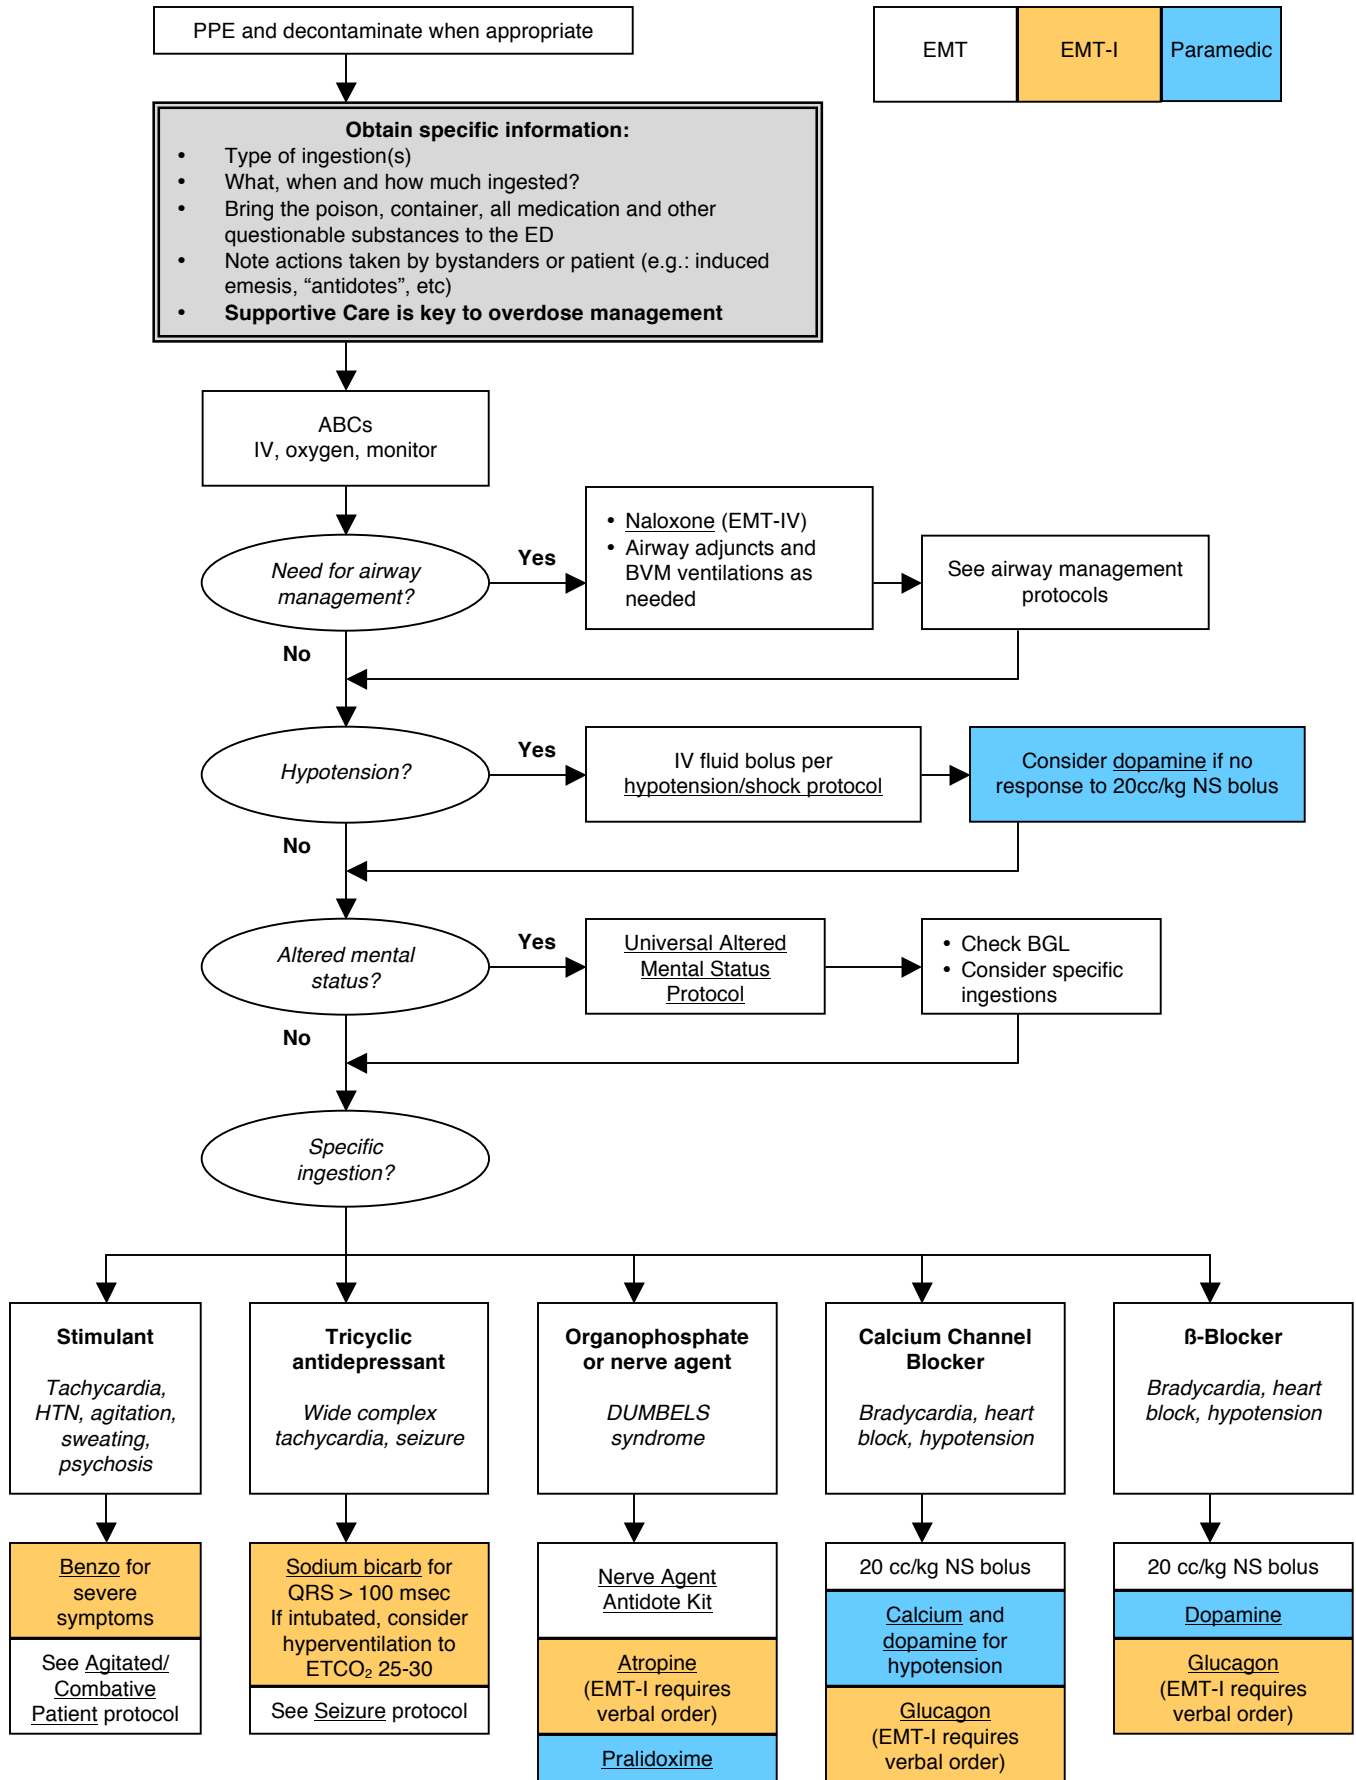 PPE and decontaminate when appropriate
EMT
EMT-I
Paramedic
Obtain specific information:
• Type of ingestion(s)
• What, when and how much ingested?
• Bring the poison, container, all medication and other
questionable substances to the ED
• Note actions taken by bystanders or patient (e.g.: induced
emesis, “antidotes”, etc)
• Supportive Care is key to overdose management
ABCs
IV, oxygen, monitor
Need for airway
management?
Yes
• Naloxone (EMT-IV)
• Airway adjuncts and
BVM ventilations as
needed
See airway management
protocols
No
Hypotension?
Yes
IV fluid bolus per
hypotension/shock protocol
Consider dopamine if no
response to 20cc/kg NS bolus
No
Altered mental
status?
Yes
Universal Altered
Mental Status
Protocol
• Check BGL
• Consider specific
ingestions
No
Specific
ingestion?
Stimulant
Tachycardia,
HTN, agitation,
sweating,
psychosis
Benzo for
severe
symptoms
See Agitated/
Combative
Patient protocol
Tricyclic
antidepressant
Wide complex
tachycardia, seizure
Sodium bicarb for
QRS > 100 msec
If intubated, consider
hyperventilation to
ETCO₂ 25-30
See Seizure protocol
Organophosphate
or nerve agent
DUMBELS
syndrome
Nerve Agent
Antidote Kit
Atropine
(EMT-I requires
verbal order)
Pralidoxime
Calcium Channel
Blocker
Bradycardia, heart
block, hypotension
20 cc/kg NS bolus
Calcium and
dopamine for
hypotension
Glucagon
(EMT-I requires
verbal order)
ß-Blocker
Bradycardia, heart
block, hypotension
20 cc/kg NS bolus
Dopamine
Glucagon
(EMT-I requires
verbal order)